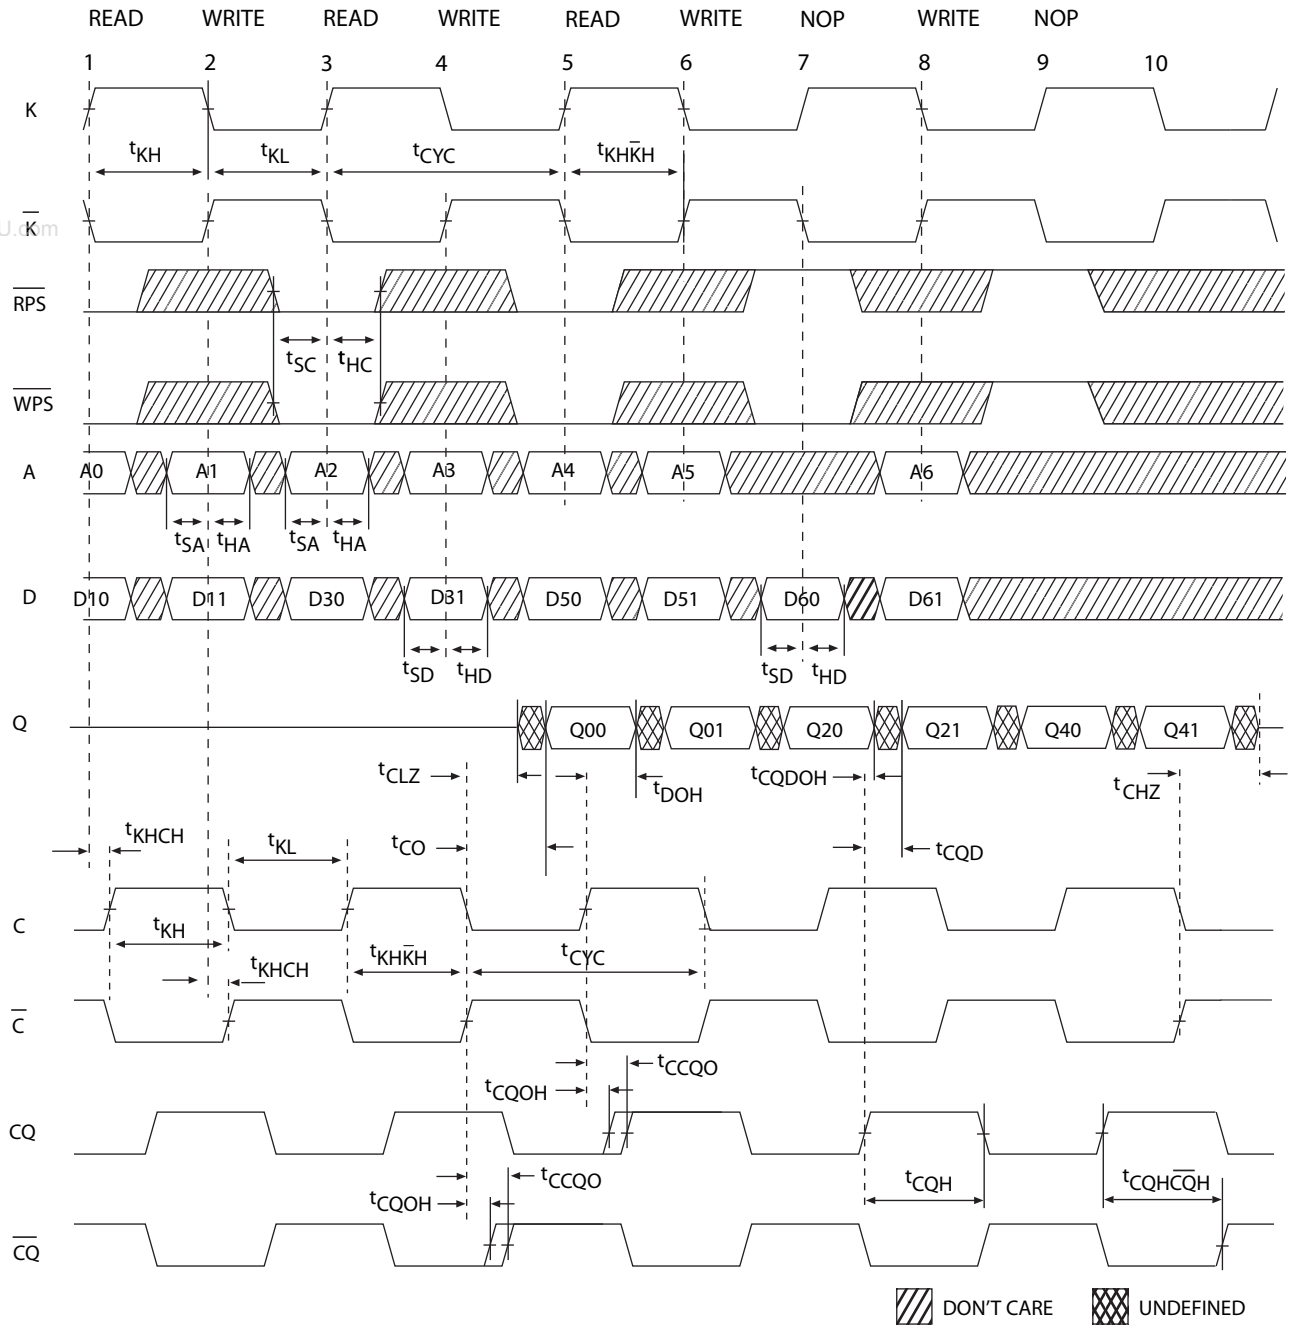 READ WRITE READ WRITE READ WRITE NOP WRITE NOP
1 2 3 4 5 6 7 8 9 10
K
tKH tKL tCYC tKHK̅H
K̅
U.com
R̅P̅S̅
tSC tHC
W̅P̅S̅
A A0 A1 A2 A3 A4 A5 A6
tSA tHA tSA tHA
D D10 D11 D30 D31 D50 D51 D60 D61
tSD tHD tSD tHD
Q Q00 Q01 Q20 Q21 Q40 Q41
tCLZ tDOH tCQDOH tCHZ
tKHCH tKL tCO tCQD
C
tKH tKHK̅H tCYC
tKHCH
C̅
tCCQO
tCQOH
CQ
tCCQO tCQH tCQHC̅Q̅H
tCQOH
C̅Q̅
DON'T CARE UNDEFINED